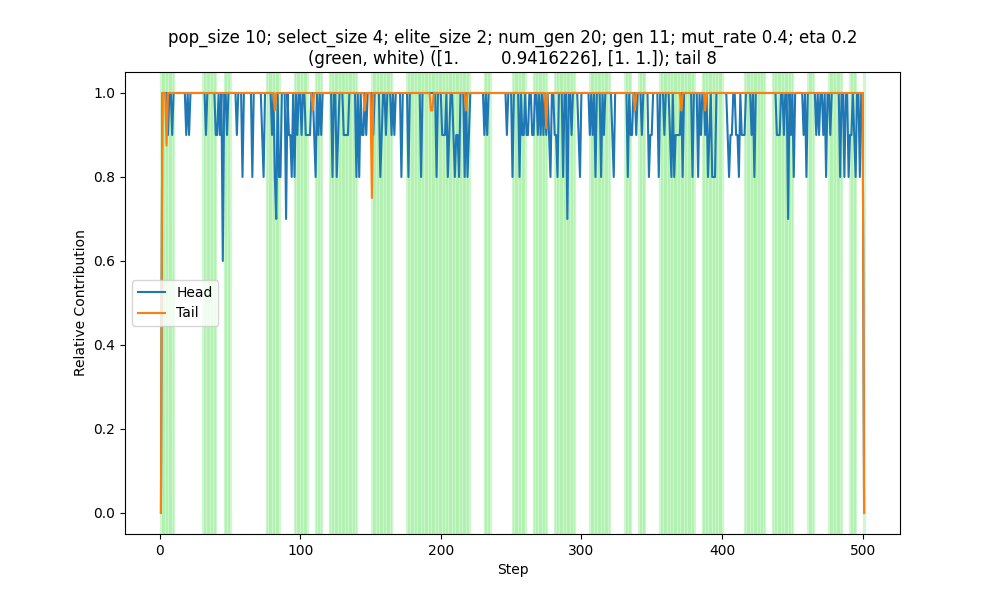 pop_size 10; select_size 4; elite_size 2; num_gen 20; gen 11; mut_rate 0.4; eta 0.2
(green, white) ([1.        0.9416226], [1. 1.]); tail 8
1.0
0.8
0.6
0.4
0.2
0.0
Relative Contribution
Head
Tail
0
100
200
300
400
500
Step